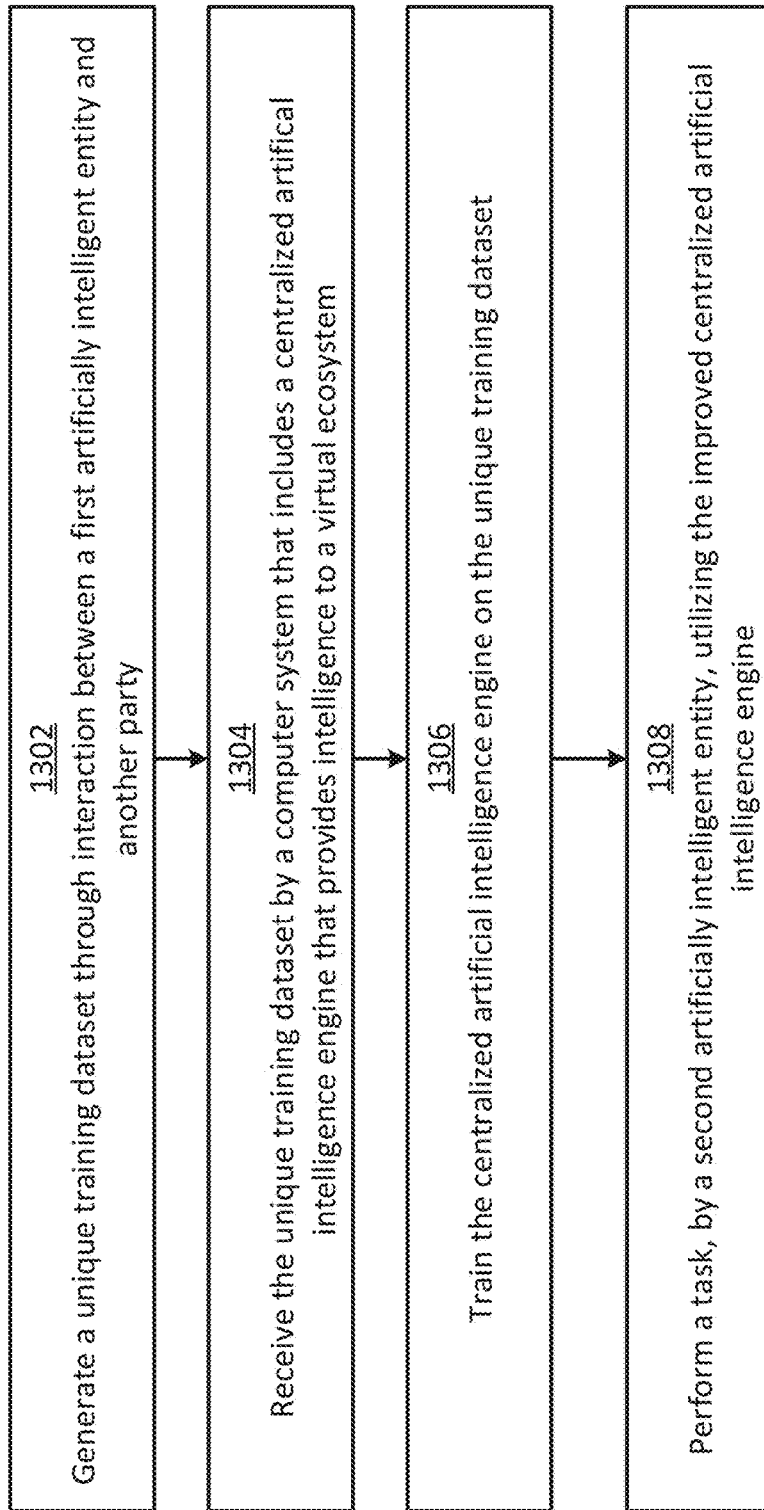 1302
Generate a unique training dataset through interaction between a first artificially intelligent entity and
another party
1304
Receive the unique training dataset by a computer system that includes a centralized artifical
intelligence engine that provides intelligence to a virtual ecosystem
1306
Train the centralized artificial intelligence engine on the unique training dataset
1308
Perform a task, by a second artificially intelligent entity, utilizing the improved centralized artificial
intelligence engine